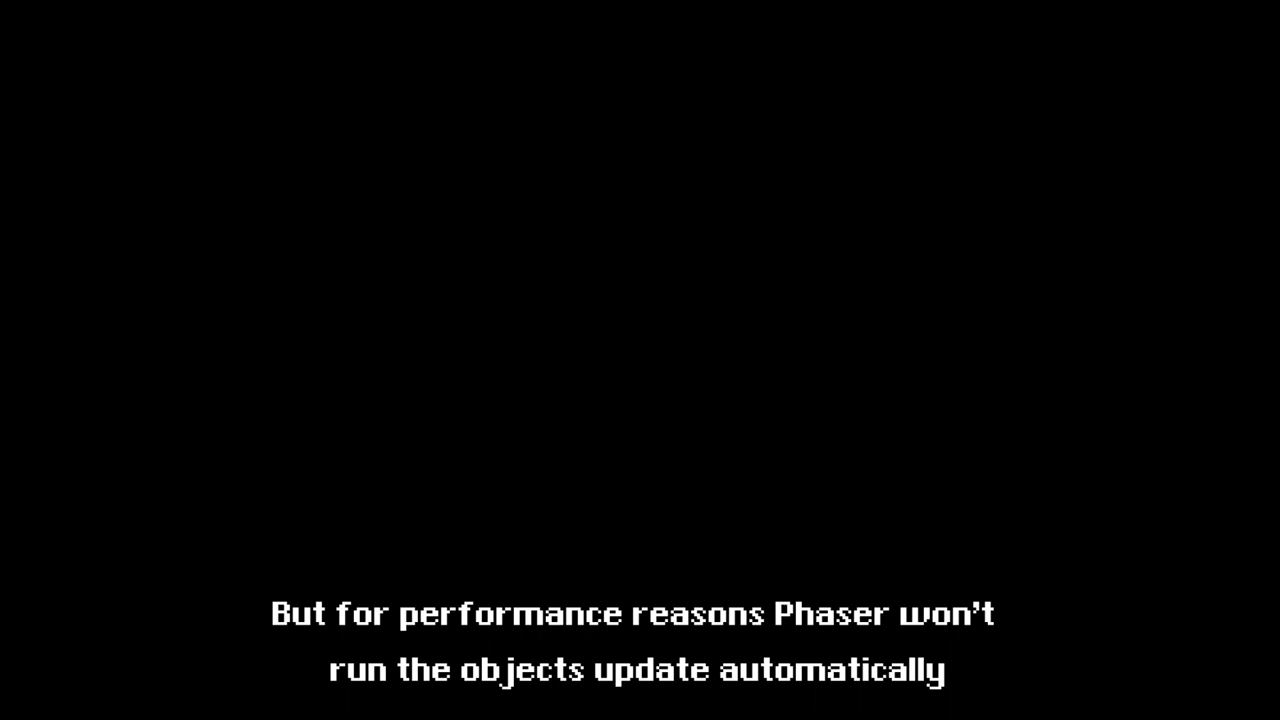 But for performance reasons Phaser won't
run the objects update automatically